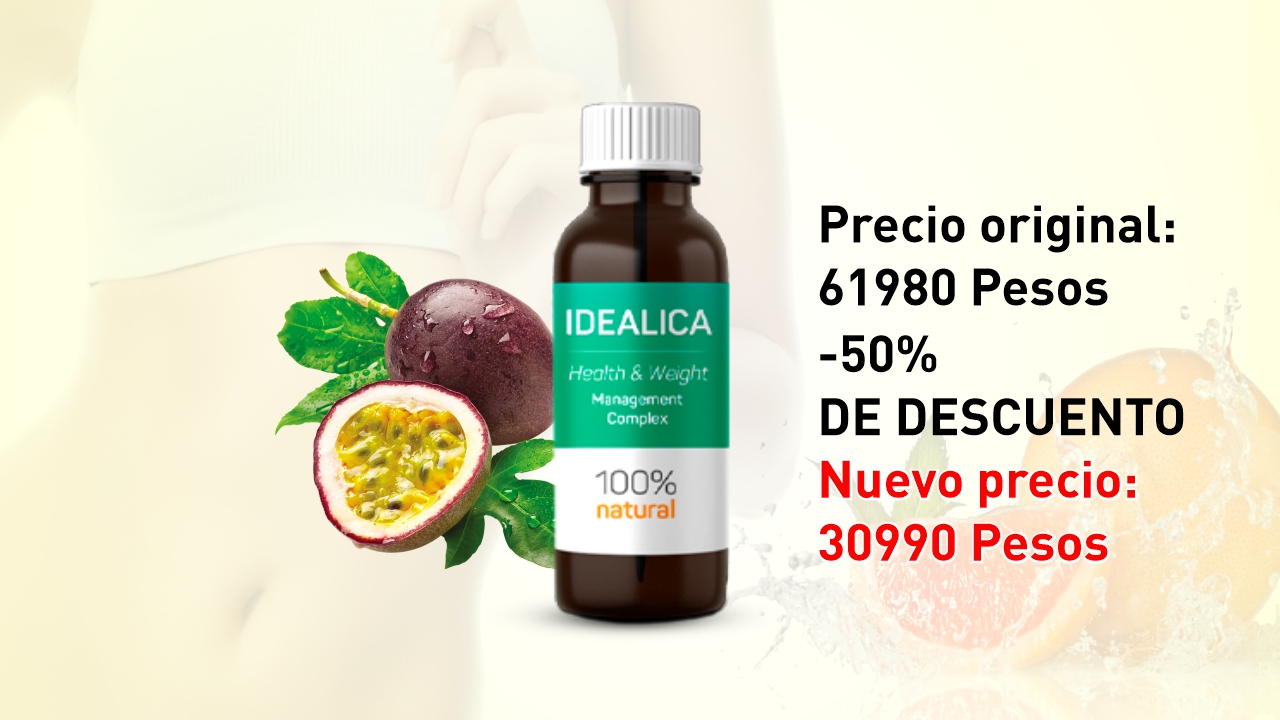 IDEALICA
Health & Weight
Management
Complex
100%
natural
Precio original:
61980 Pesos
-50%
DE DESCUENTO
Nuevo precio:
30990 Pesos